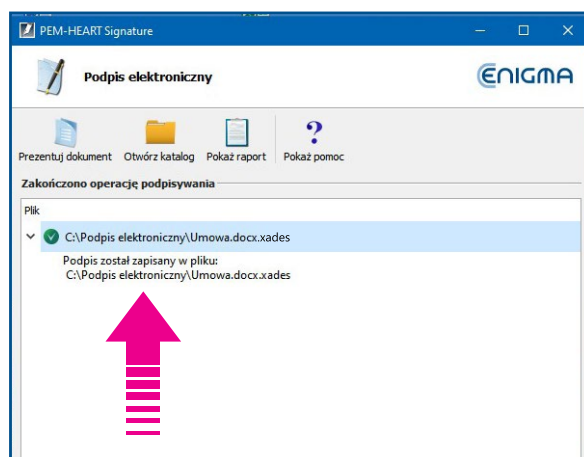 PEM-HEART Signature
Podpis elektroniczny
ENIGMA
?
Prezentuj dokument Otwórz katalog Pokaż raport Pokaż pomoc
Zakończono operację podpisywania
Plik
C:\Podpis elektroniczny\Umowa.docx.xades
Podpis został zapisany w pliku:
C:\Podpis elektroniczny\Umowa.docx.xades